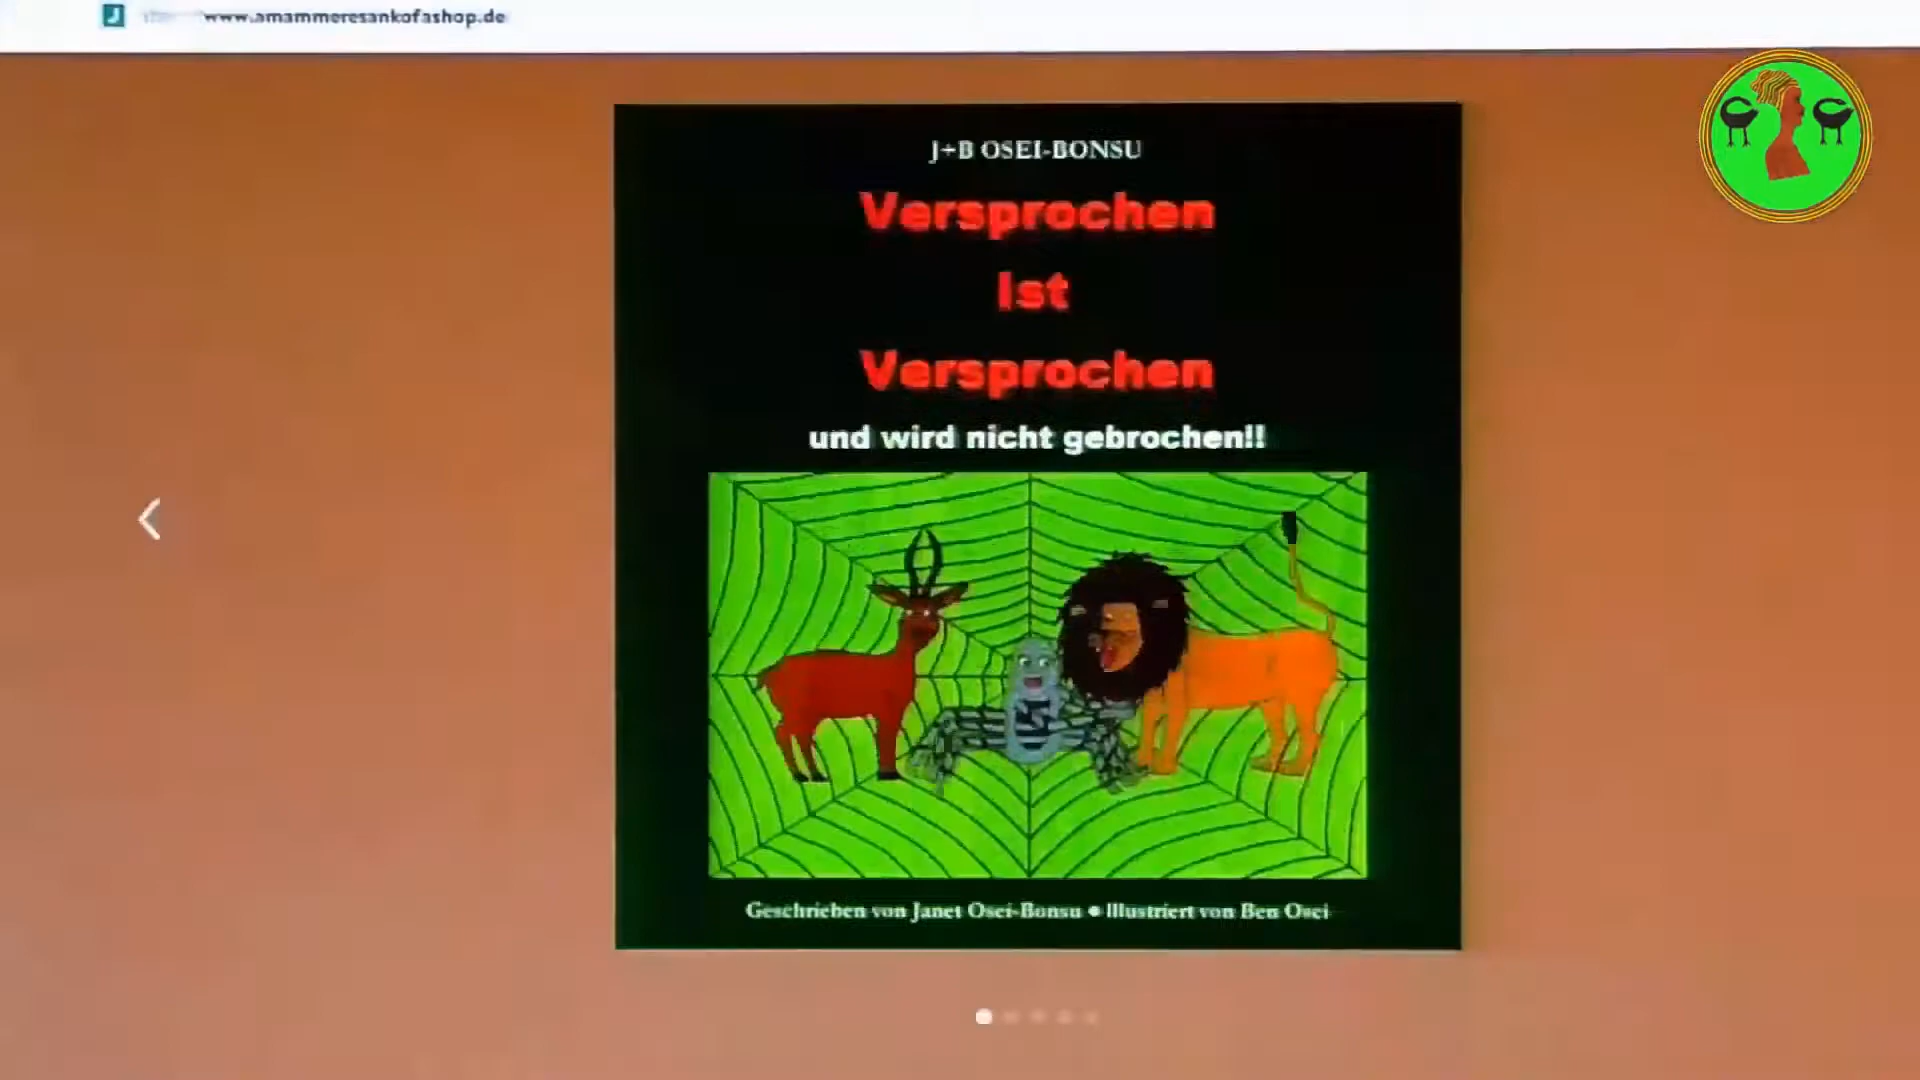 www.amammeresankofashop.de
J+B OSEI-BONSU
Versprochen
Ist
Versprochen
und wird nicht gebrochen!!
Geschrieben von Janet Osei-Bonsu ● Illustriert von Ben Osei